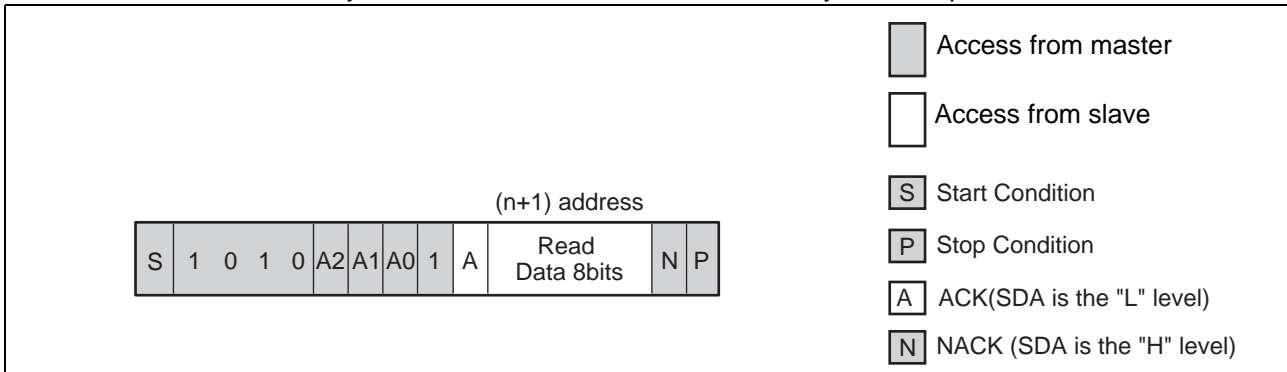 Access from master
Access from slave
(n+1) address
S 1 0 1 0 A2 A1 A0 1 A Read Data 8bits N P
S Start Condition
P Stop Condition
A ACK(SDA is the "L" level)
N NACK (SDA is the "H" level)